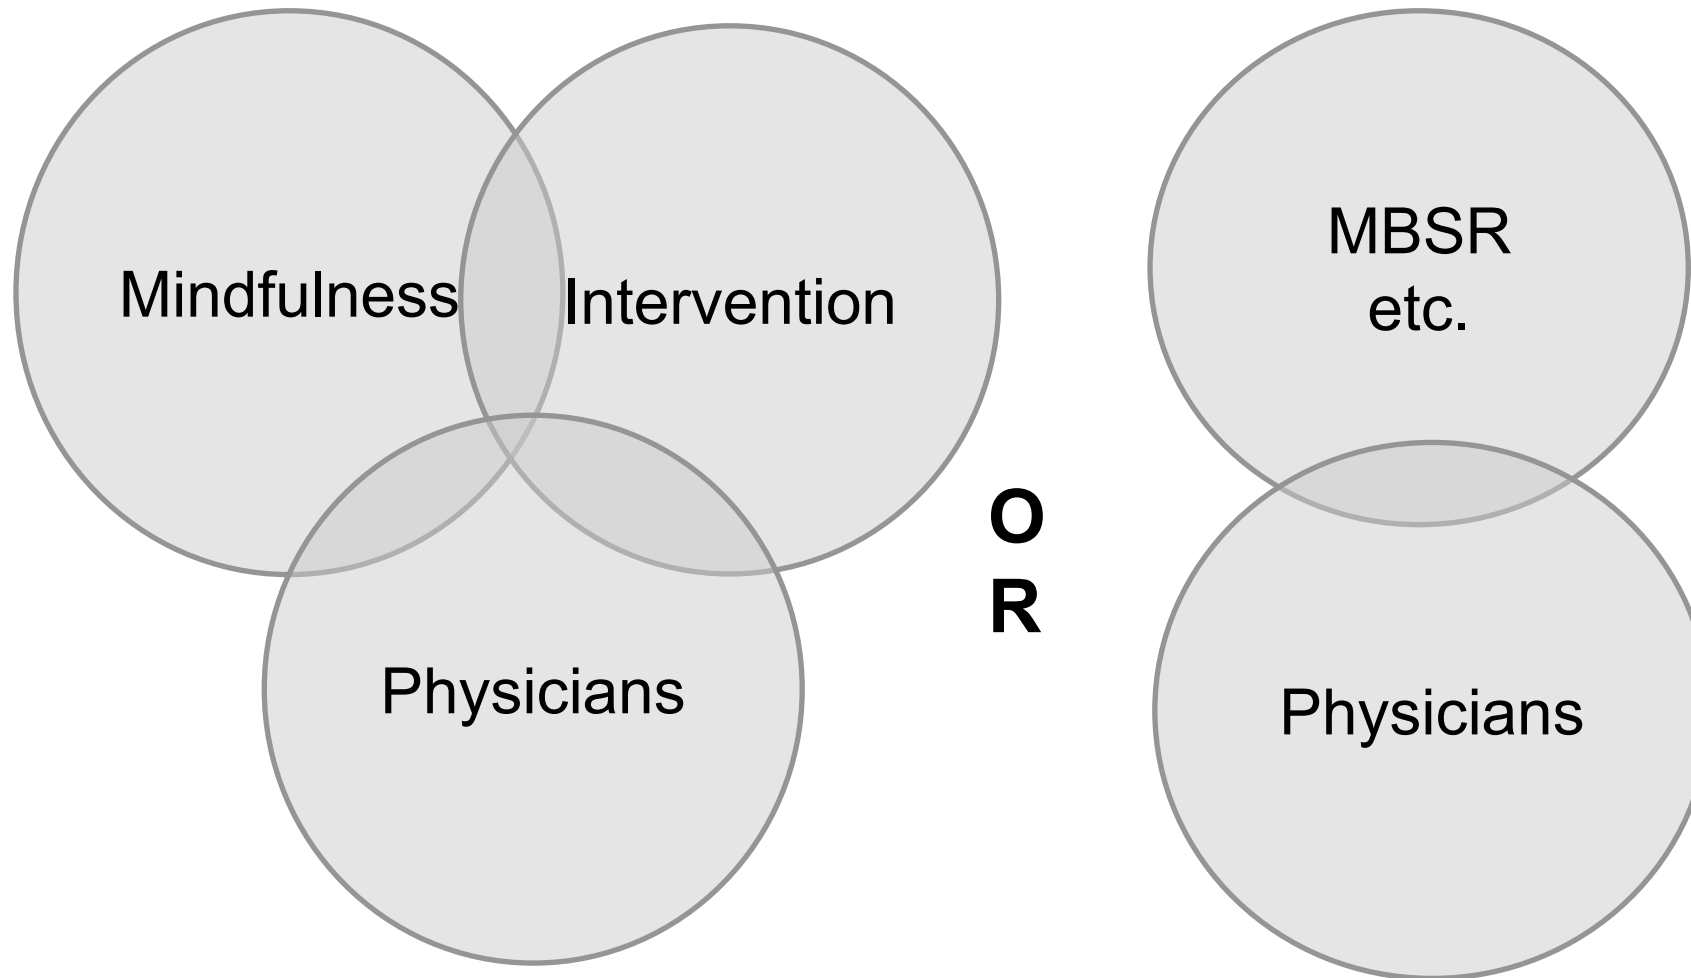 Mindfulness
Intervention
Physicians
O
R
MBSR
etc.
Physicians